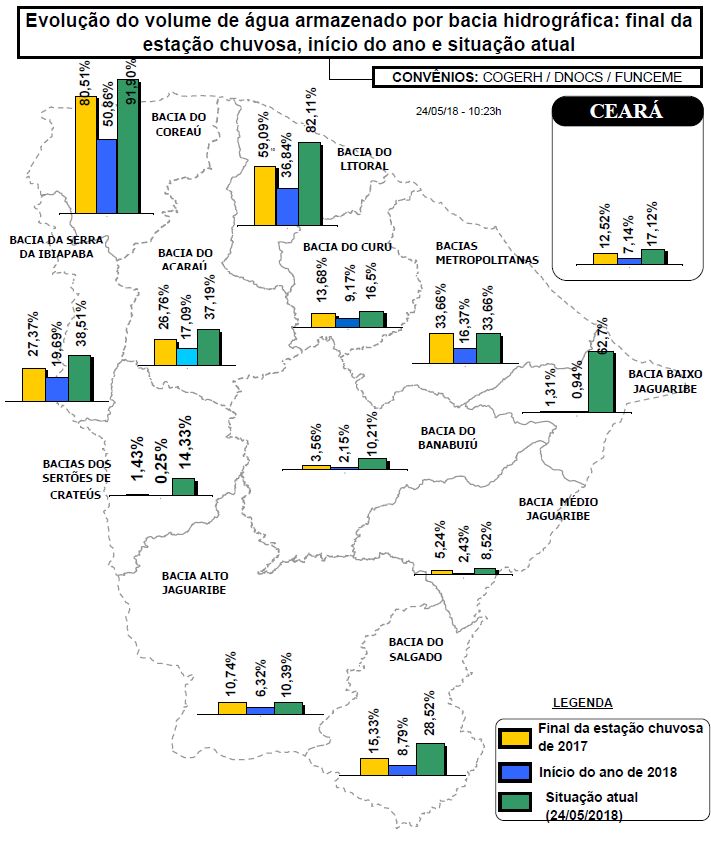 Evolução do volume de água armazenado por bacia hidrográfica: final da
estação chuvosa, início do ano e situação atual
CONVÊNIOS: COGERH / DNOCS / FUNCEME
24/05/18 - 10:23h
CEARÁ
12,52%
7,14%
17,12%
80,51%
50,86%
91,90%
BACIA DO
COREAÚ
59,09%
36,84%
82,11%
BACIA DO
LITORAL
BACIA DA SERRA
DA IBIAPABA
27,37%
19,69%
38,51%
BACIA DO
ACARAÚ
26,76%
17,09%
37,19%
BACIA DO CURÚ
13,68%
9,17%
16,5%
BACIAS
METROPOLITANAS
33,66%
16,37%
33,66%
1,31%
0,94%
62,7%
BACIA BAIXO
JAGUARIBE
BACIAS DOS
SERTÕES DE
CRATEÚS
1,43%
0,25%
14,33%
3,56%
2,15%
10,21%
BACIA DO
BANABUIÚ
BACIA MÉDIO
JAGUARIBE
5,24%
2,43%
8,52%
BACIA ALTO
JAGUARIBE
10,74%
6,32%
10,39%
BACIA DO
SALGADO
15,33%
8,79%
28,52%
LEGENDA
Final da estação chuvosa
de 2017
Início do ano de 2018
Situação atual
(24/05/2018)